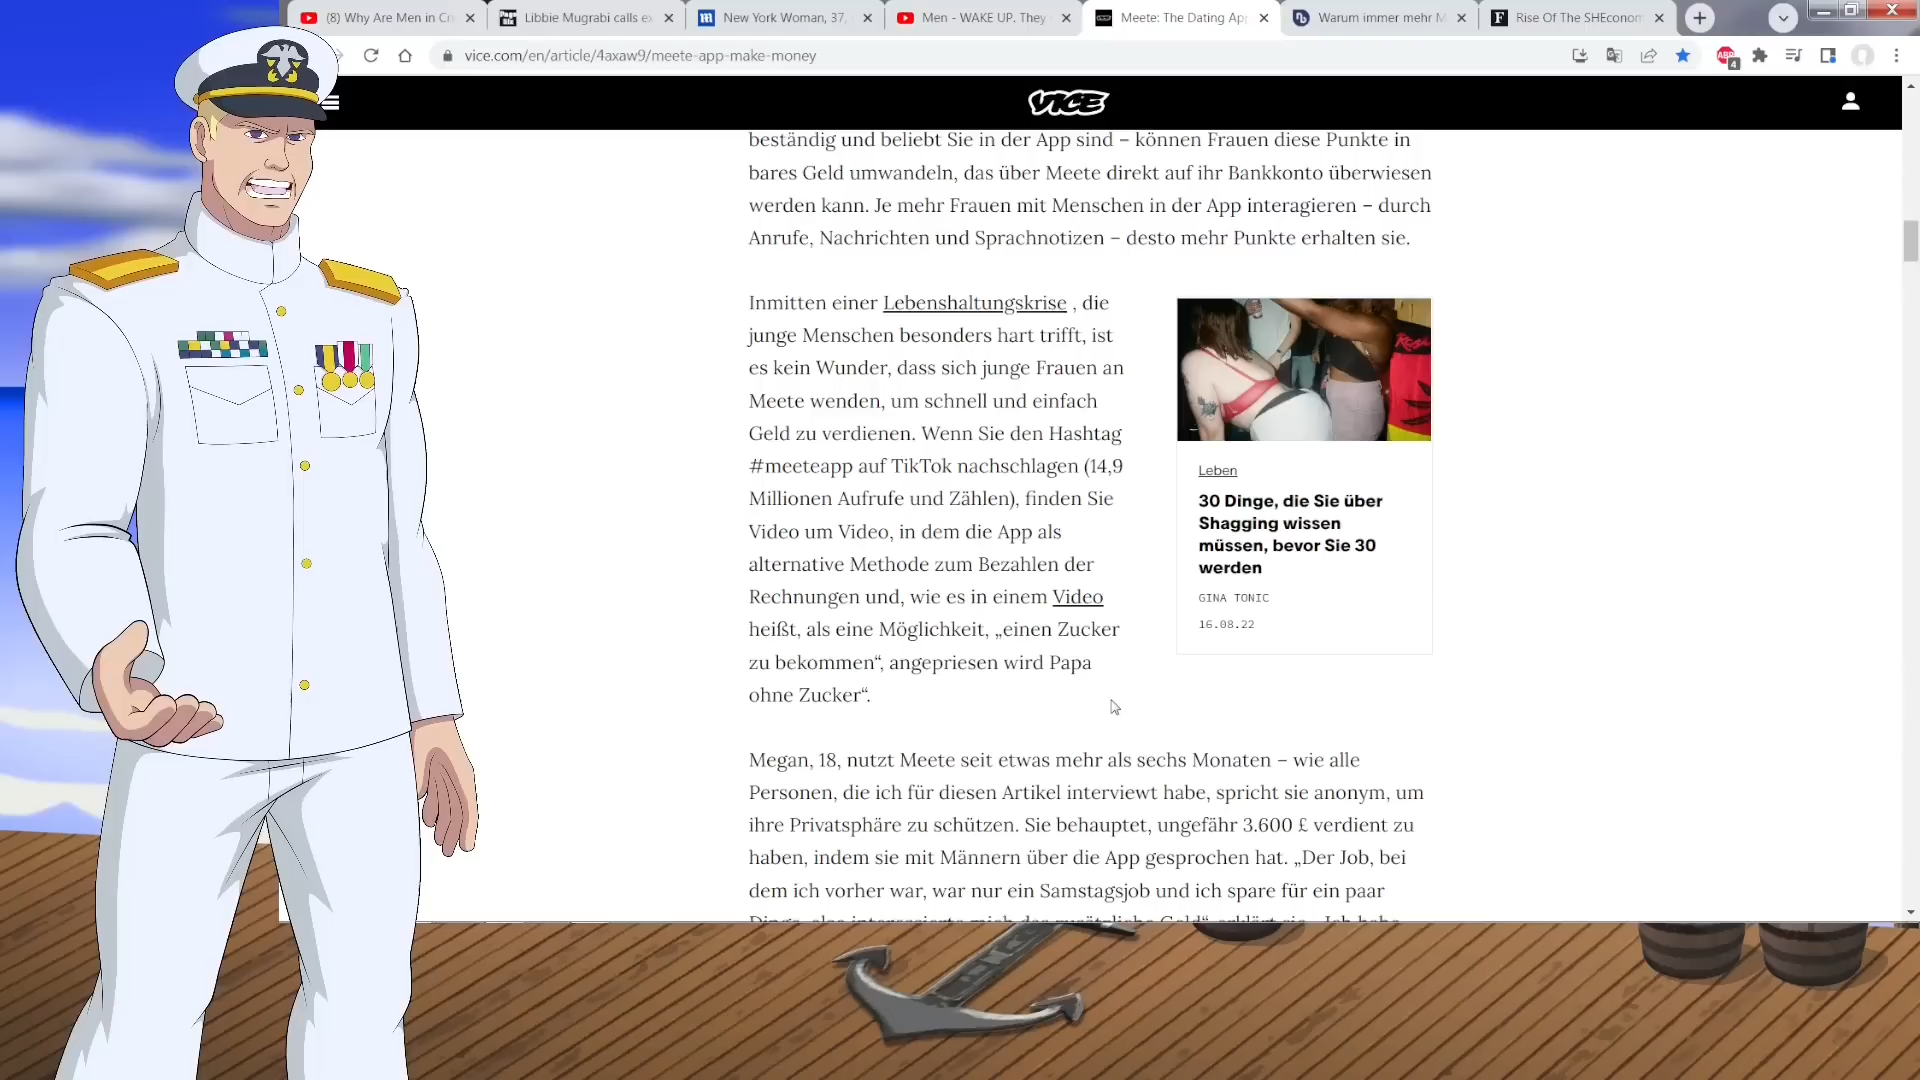 (8) Why Are Men in Cri
Libbie Mugrabi calls ex
New York Woman, 37,
Men - WAKE UP. They
Meete: The Dating App
Warum immer mehr M
Rise Of The SHEconom
vice.com/en/article/4axaw9/meete-app-make-money
VICE
beständig und beliebt Sie in der App sind – können Frauen diese Punkte in
bares Geld umwandeln, das über Meete direkt auf ihr Bankkonto überwiesen
werden kann. Je mehr Frauen mit Menschen in der App interagieren – durch
Anrufe, Nachrichten und Sprachnotizen – desto mehr Punkte erhalten sie.
Inmitten einer Lebenshaltungskrise , die
junge Menschen besonders hart trifft, ist
es kein Wunder, dass sich junge Frauen an
Meete wenden, um schnell und einfach
Geld zu verdienen. Wenn Sie den Hashtag
#meeteapp auf TikTok nachschlagen (14,9
Millionen Aufrufe und Zählen), finden Sie
Video um Video, in dem die App als
alternative Methode zum Bezahlen der
Rechnungen und, wie es in einem Video
heißt, als eine Möglichkeit, „einen Zucker
zu bekommen“, angepriesen wird Papa
ohne Zucker“.
Leben
30 Dinge, die Sie über
Shagging wissen
müssen, bevor Sie 30
werden
GINA TONIC
16.08.22
Megan, 18, nutzt Meete seit etwas mehr als sechs Monaten – wie alle
Personen, die ich für diesen Artikel interviewt habe, spricht sie anonym, um
ihre Privatsphäre zu schützen. Sie behauptet, ungefähr 3.600 £ verdient zu
haben, indem sie mit Männern über die App gesprochen hat. „Der Job, bei
dem ich vorher war, war nur ein Samstagsjob und ich spare für ein paar
Dinge, also interessierte mich das zusätzliche Geld“, erklärt sie. „Ich habe